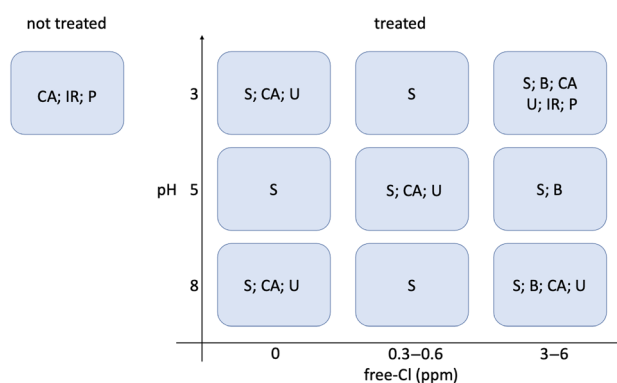 not treated
treated
CA; IR; P
3
S; CA; U
S
S; B; CA
U; IR; P
pH
5
S
S; CA; U
S; B
8
S; CA; U
S
S; B; CA; U
0
0.3–0.6
3–6
free-Cl (ppm)